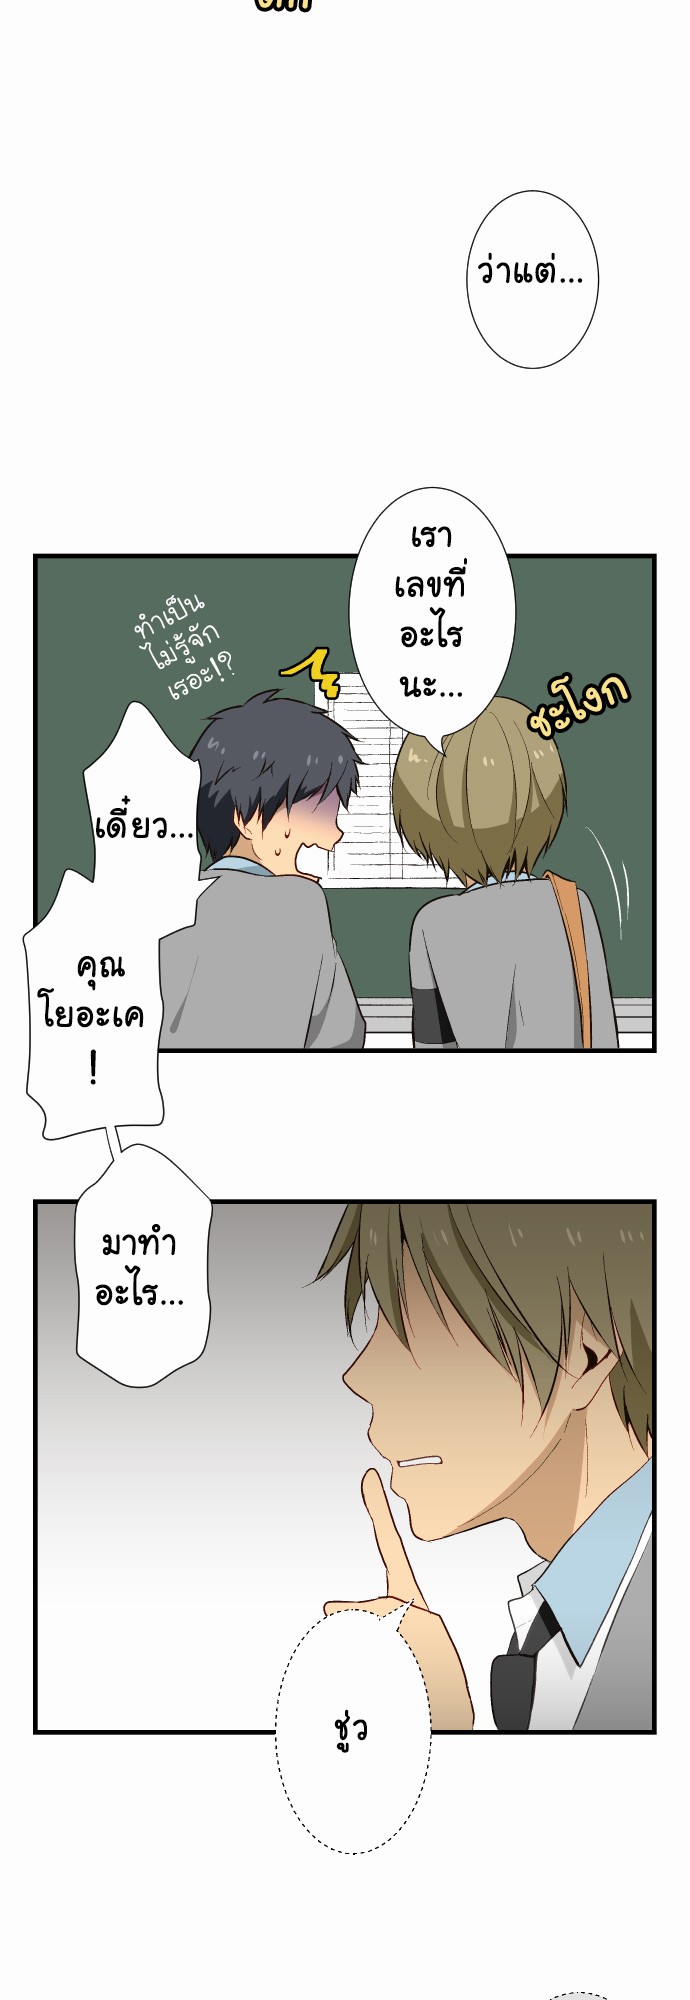 ว่าแต่...
เรา
เลขที่
อะไร
นะ...
ทำเป็น
ไม่รู้จัก
เรอะ!?
ชะโงก
เดี๋ยว...
คุณ
โยอะเค
!
มาทำ
อะไร...
ชู่ว